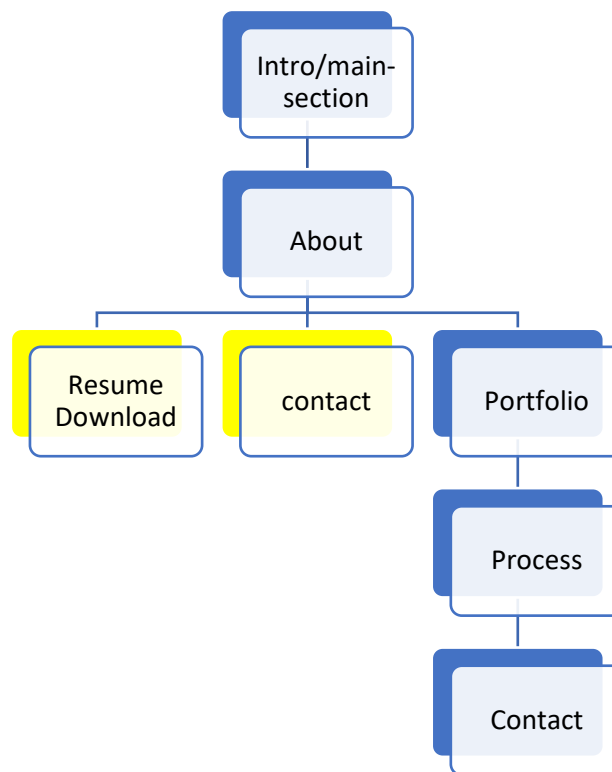 Intro/main-
section
About
Resume
Download
contact
Portfolio
Process
Contact